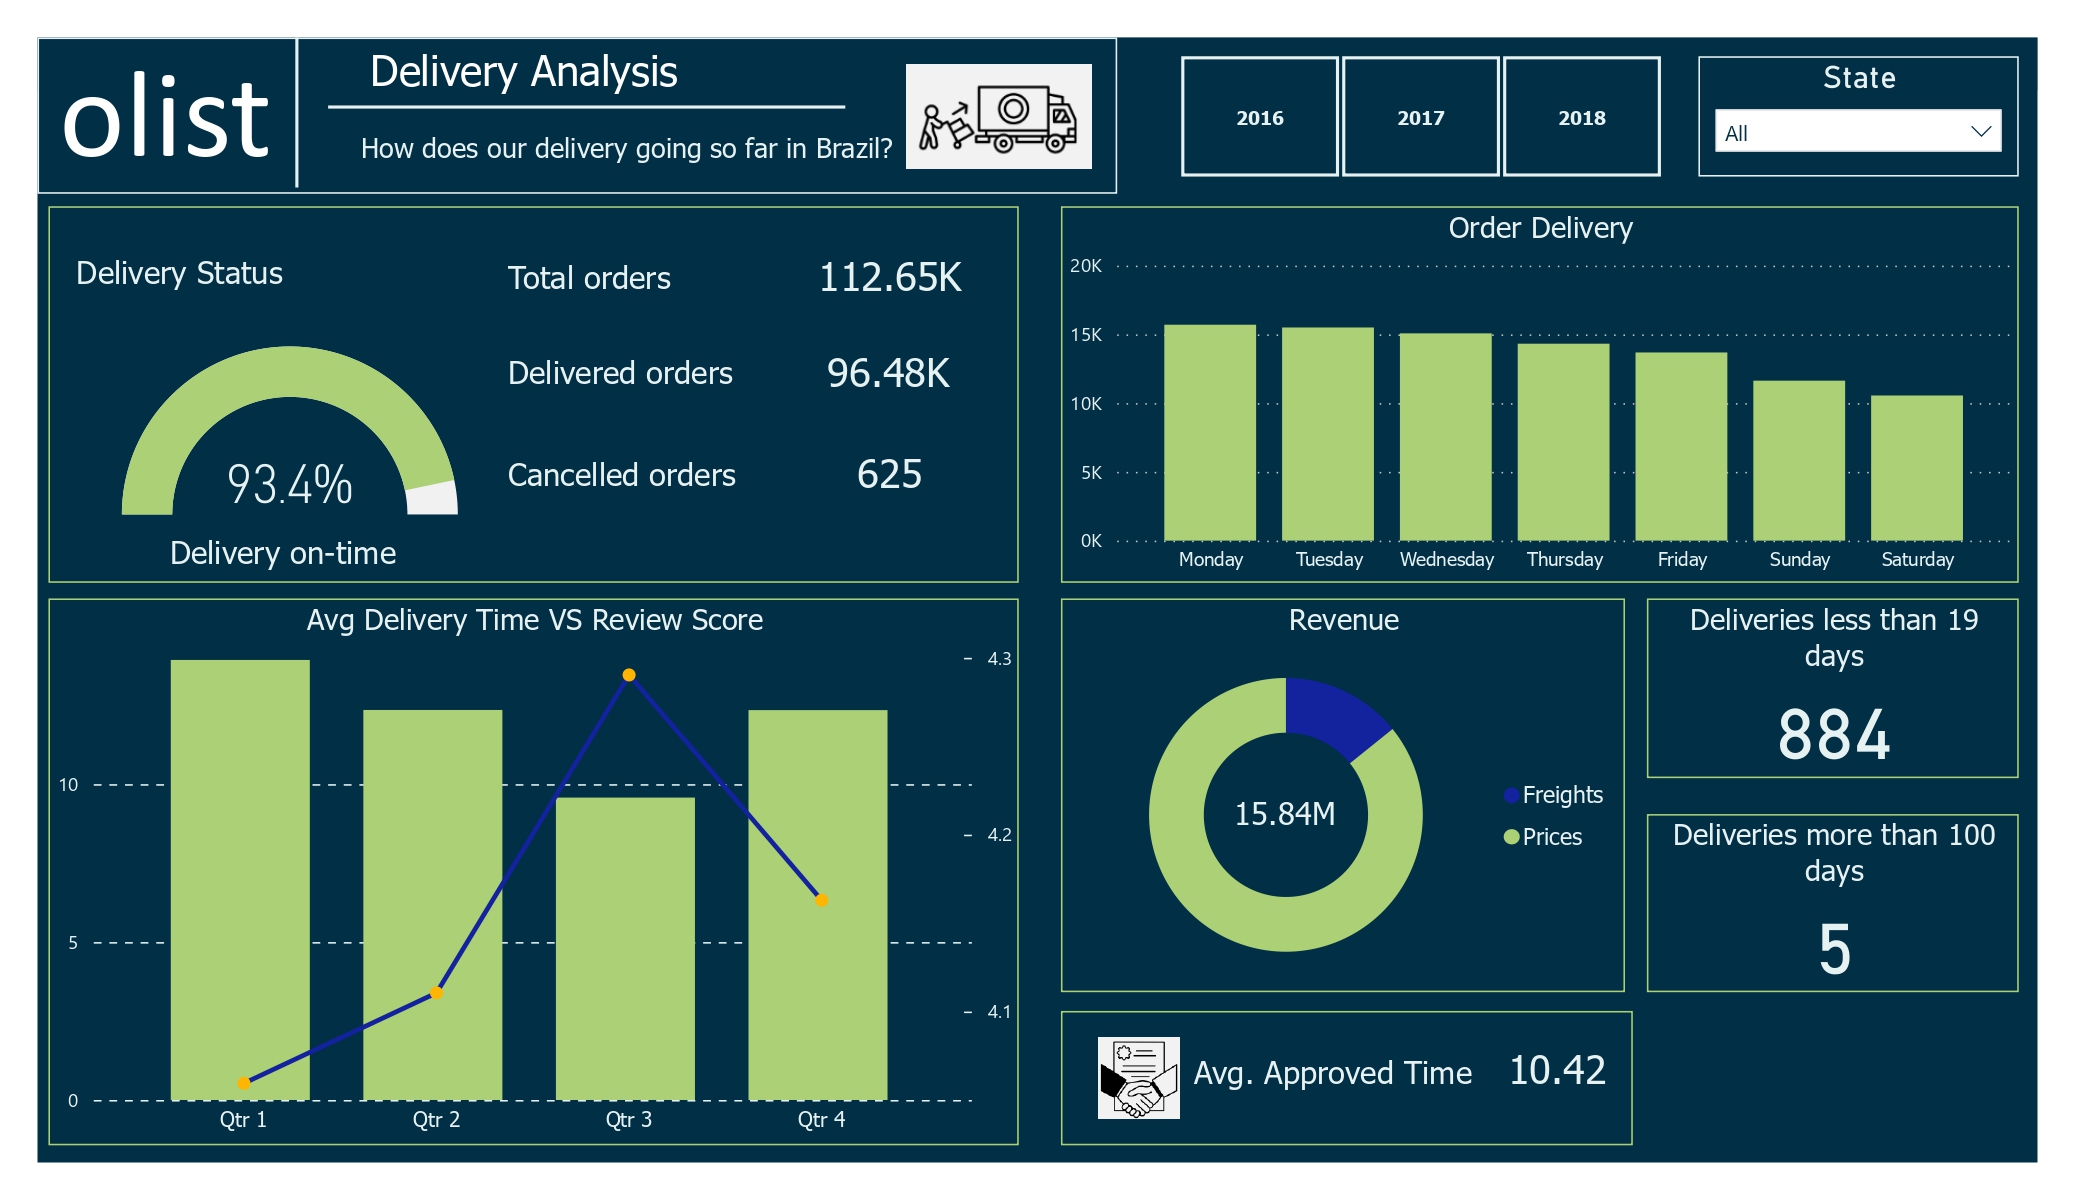 olist
Delivery Analysis
How does our delivery going so far in Brazil?
2016
2017
2018
State
All
Delivery Status
93.4%
Delivery on-time
Total orders
112.65K
Delivered orders
96.48K
Cancelled orders
625
Order Delivery
20K
15K
10K
5K
0K
Monday
Tuesday
Wednesday
Thursday
Friday
Sunday
Saturday
Avg Delivery Time VS Review Score
10
5
0
4.3
4.2
4.1
Qtr 1
Qtr 2
Qtr 3
Qtr 4
Revenue
15.84M
Freights
Prices
Deliveries less than 19
days
884
Deliveries more than 100
days
5
Avg. Approved Time
10.42